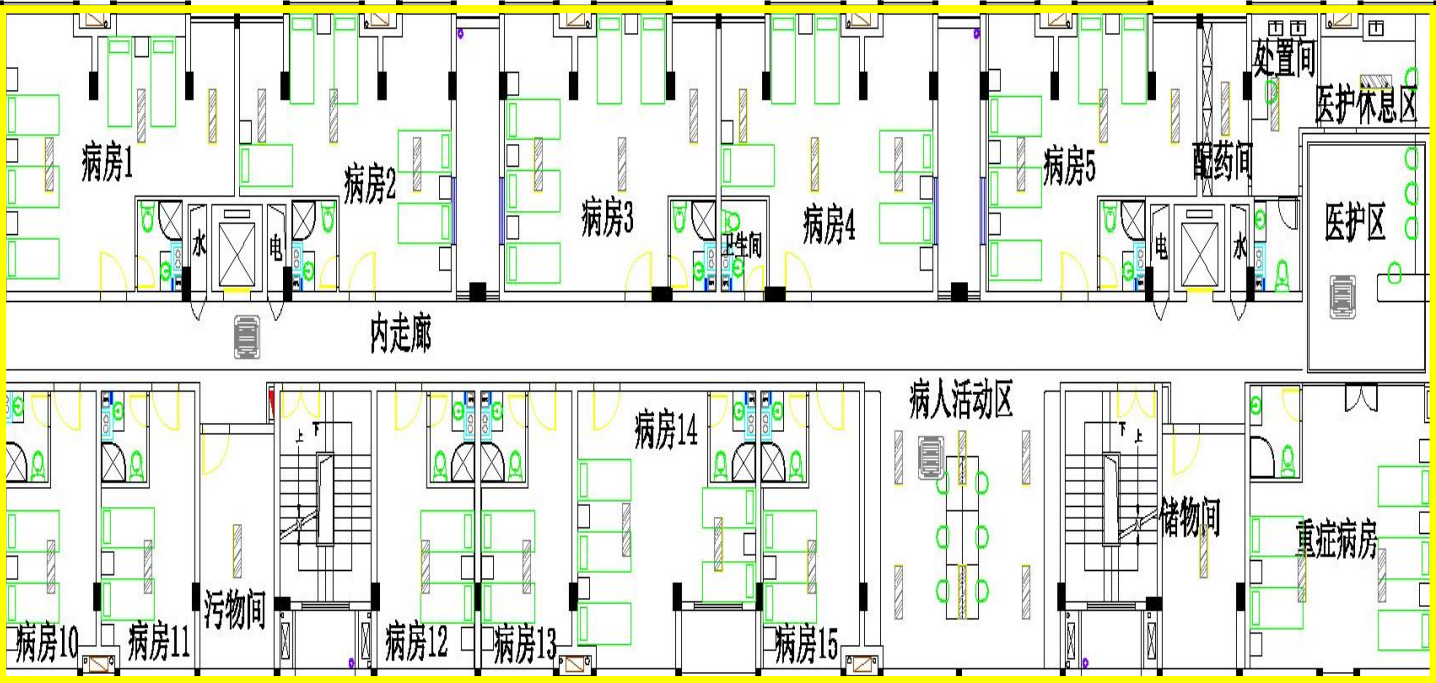 处置间
医护休息区
病房1
病房2
病房3
病房4
病房5
配药间
医护区
水
电
卫生间
电
水
内走廊
病人活动区
病房14
上
下
下
上
储物间
重症病房
污物间
病房10
病房11
病房12
病房13
病房15